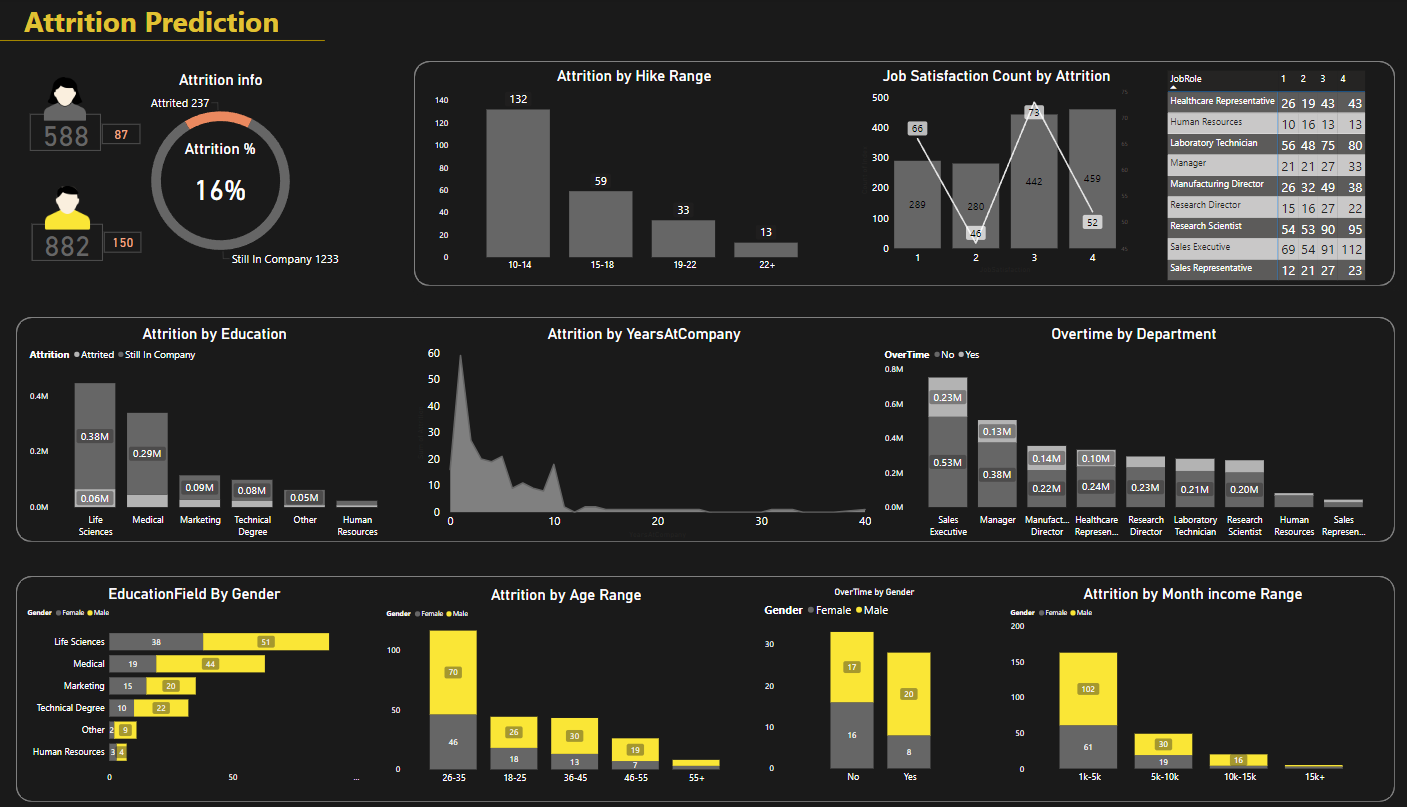 Attrition Prediction
Attrition info
Attrited 237
588
87
Attrition %
16%
882
150
Still In Company 1233
Attrition by Hike Range
140
120
100
80
60
40
20
0
132
59
33
13
10-14 15-18 19-22 22+
Job Satisfaction Count by Attrition
500
400
300
200
100
0
66
46
73
52
289
280
442
459
1 2 3 4
75
70
65
60
55
50
45
JobRole 1 2 3 4
Healthcare Representative 26 19 43 43
Human Resources 10 16 13 13
Laboratory Technician 56 48 75 80
Manager 21 21 27 33
Manufacturing Director 26 32 49 38
Research Director 15 16 27 22
Research Scientist 54 53 90 95
Sales Executive 69 54 91 112
Sales Representative 12 21 27 23
Attrition by Education
Attrition Attrited Still In Company
0.4M
0.2M
0.0M
0.38M
0.06M
0.29M
0.09M
0.08M
0.05M
Life Sciences
Medical
Marketing
Technical Degree
Other
Human Resources
Attrition by YearsAtCompany
60
50
40
30
20
10
0
0 10 20 30 40
Overtime by Department
OverTime No Yes
0.8M
0.6M
0.4M
0.2M
0.0M
0.23M
0.53M
0.13M
0.38M
0.14M
0.22M
0.10M
0.24M
0.23M
0.21M
0.20M
Sales Executive
Manager
Manufact... Director
Healthcare Represen...
Research Director
Laboratory Technician
Research Scientist
Human Resources
Sales Represen...
EducationField By Gender
Gender Female Male
Life Sciences 38 51
Medical 19 44
Marketing 15 20
Technical Degree 10 22
Other 2 9
Human Resources 3 4
0 50 ...
Attrition by Age Range
Gender Female Male
100
50
0
70
46
26
18
30
13
19
7
26-35 18-25 36-45 46-55 55+
OverTime by Gender
Gender Female Male
30
20
10
0
17
16
20
8
No Yes
Attrition by Month income Range
Gender Female Male
200
150
100
50
0
102
61
30
19
16
1k-5k 5k-10k 10k-15k 15k+